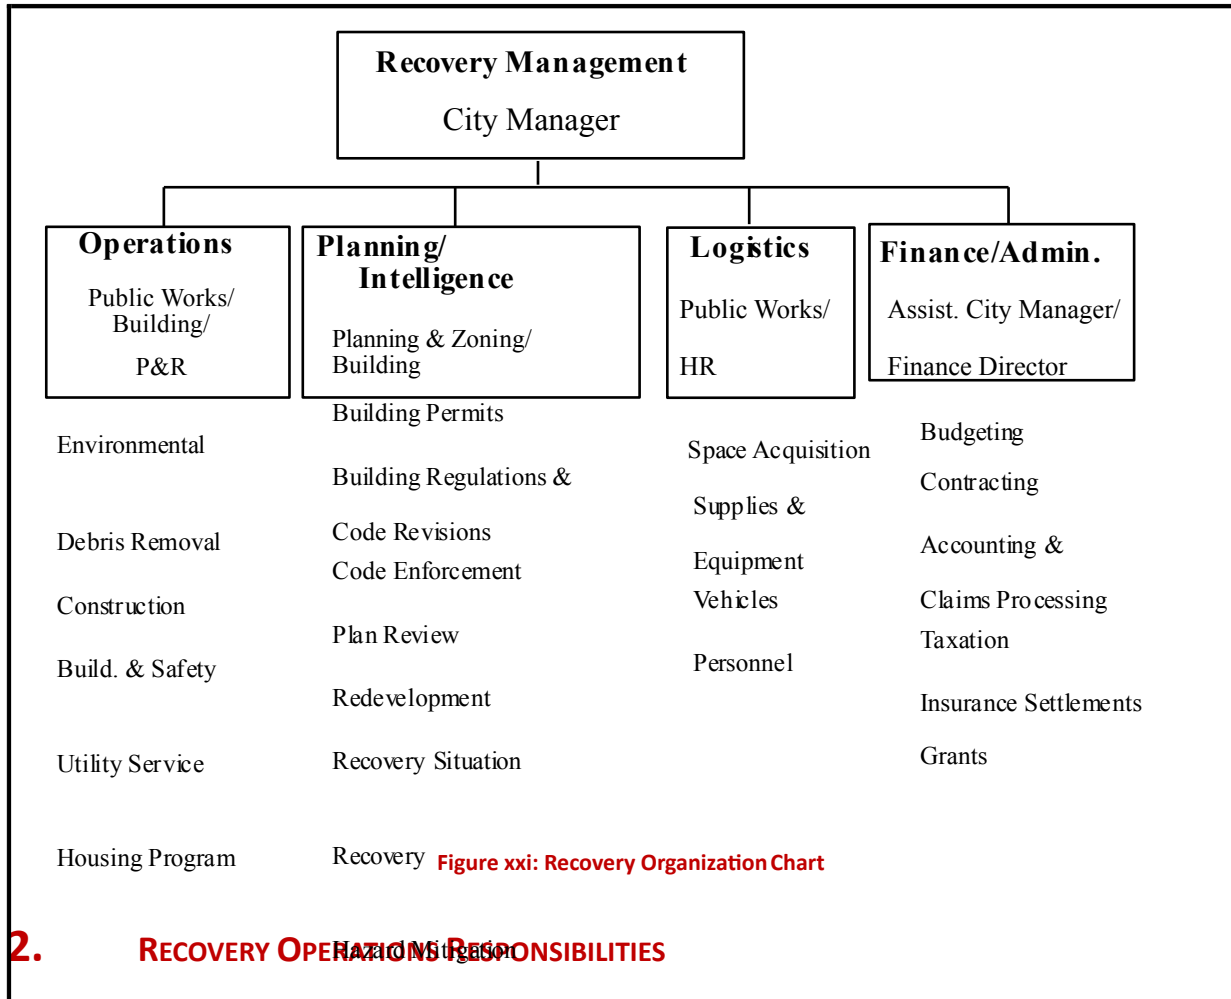 Recovery Management
City Manager
Operations
Public Works/
Building/
P&R
Planning/
Intelligence
Planning & Zoning/
Building
Logistics
Public Works/
HR
Finance/Admin.
Assist. City Manager/
Finance Director
Environmental
Debris Removal
Construction
Build. & Safety
Utility Service
Housing Program
Building Permits
Building Regulations &
Code Revisions
Code Enforcement
Plan Review
Redevelopment
Recovery Situation
Recovery
Hazard Mitigation
Space Acquisition
Supplies &
Equipment
Vehicles
Personnel
Budgeting
Contracting
Accounting &
Claims Processing
Taxation
Insurance Settlements
Grants
Figure xxi: Recovery Organization Chart
2. RECOVERY OPERATIONS RESPONSIBILITIES